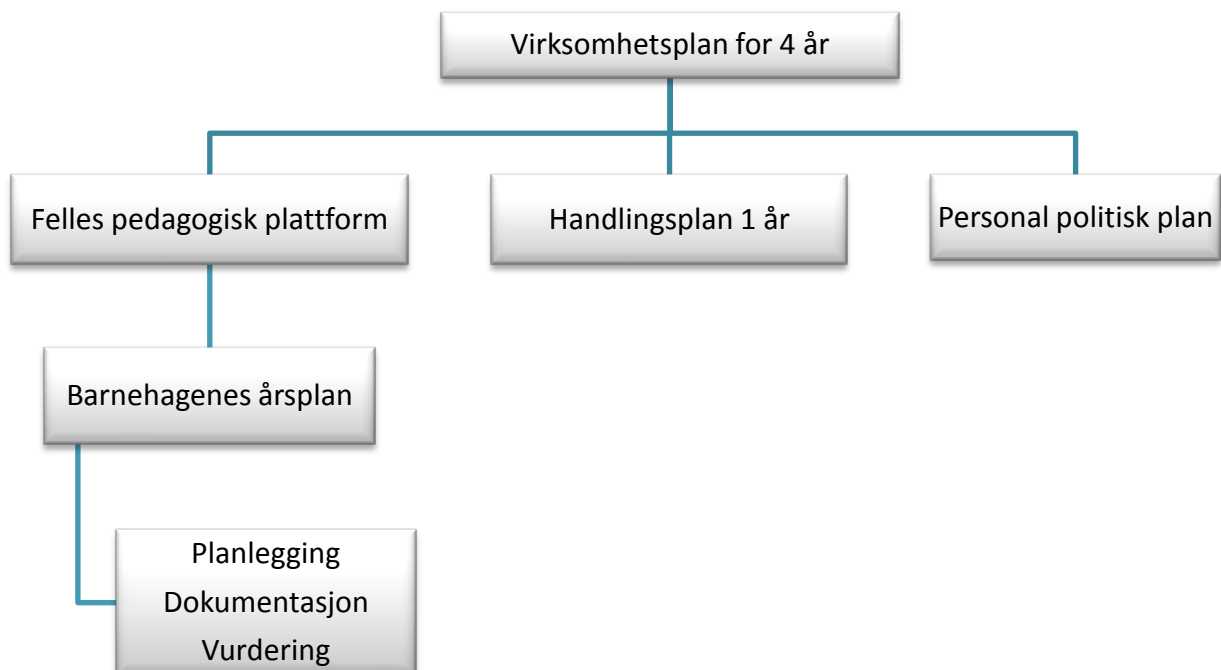 Virksomhetsplan for 4 år
Felles pedagogisk plattform
Handlingsplan 1 år
Personal politisk plan
Barnehagenes årsplan
Planlegging
Dokumentasjon
Vurdering